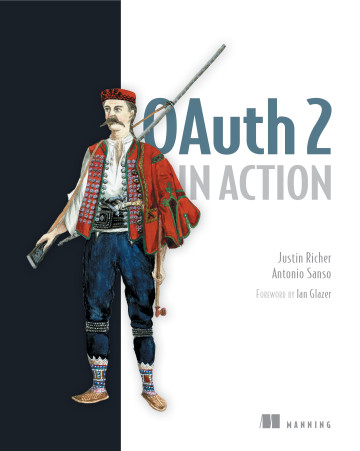 OAuth 2
IN ACTION
Justin Richer
Antonio Sanso
FOREWORD BY Ian Glazer
MANNING